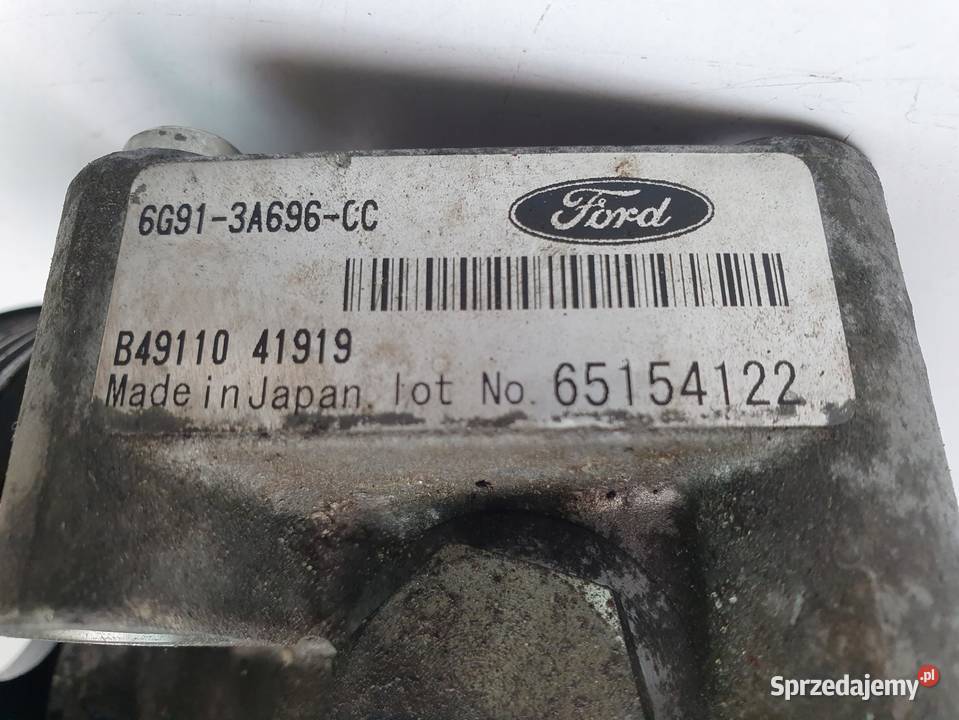 6G91-3A696-CC
Ford
B49110 41919
Made in Japan. lot No. 65154122
Sprzedajemy.pl